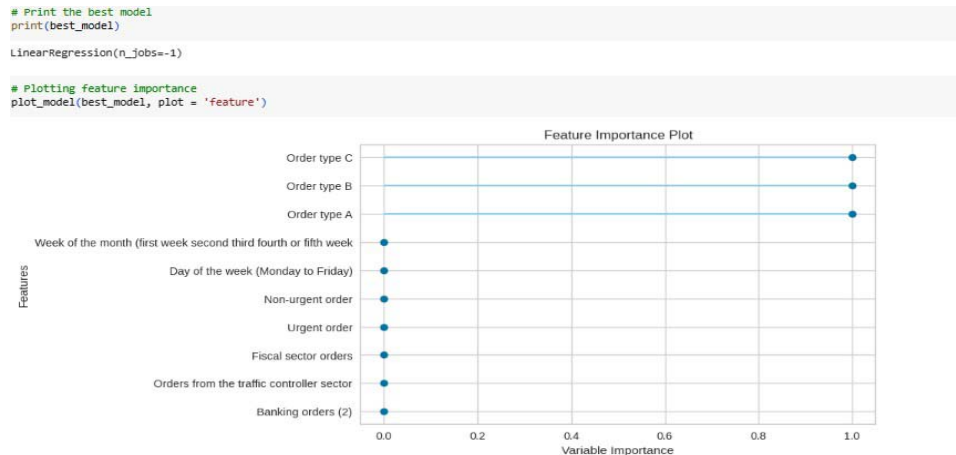 # Print the best model
print(best_model)
LinearRegression(n_jobs=-1)
# Plotting feature importance
plot_model(best_model, plot = 'feature')
Feature Importance Plot
Order type C
Order type B
Order type A
Week of the month (first week second third fourth or fifth week
Day of the week (Monday to Friday)
Non-urgent order
Urgent order
Fiscal sector orders
Orders from the traffic controller sector
Banking orders (2)
Features
0.0 0.2 0.4 0.6 0.8 1.0
Variable Importance